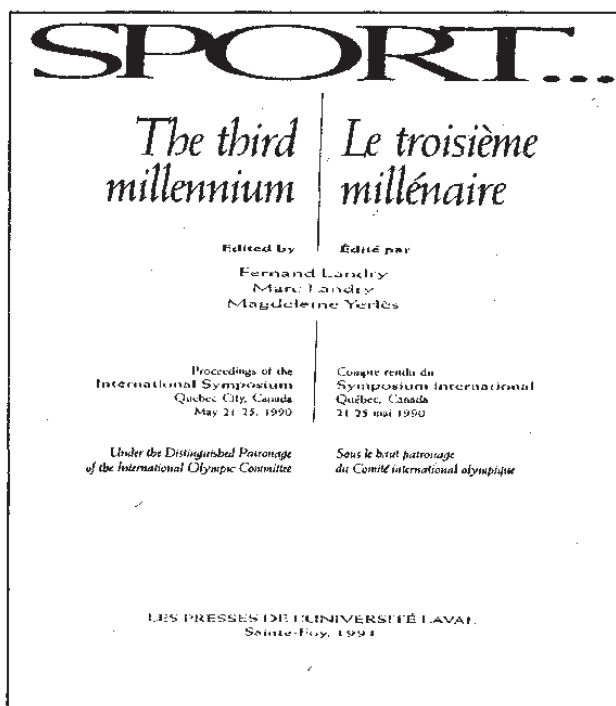 SPORT...
The third
millennium
Le troisième
millénaire
Edited by
Édité par
Fernand Landry
Marc Landry
Magdeleine Yerlès
Proceedings of the
International Symposium
Quebec City, Canada
May 21-25, 1990
Compte rendu du
Symposium international
Québec, Canada
21-25 mai 1990
Under the Distinguished Patronage
of the International Olympic Committee
Sous le haut patronage
du Comité international olympique
LES PRESSES DE L'UNIVERSITÉ LAVAL
Sainte-Foy, 1991